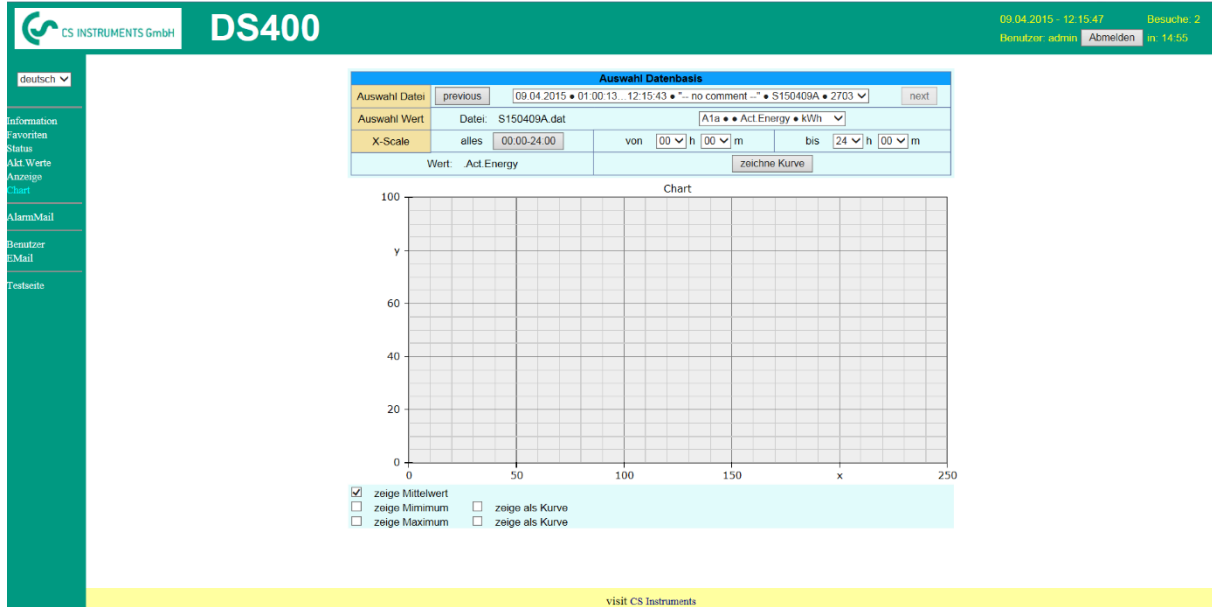 CS INSTRUMENTS GmbH
DS400
09.04.2015 - 12:15:47 Besuche: 2
Benutzer: admin Abmelden in: 14:55
deutsch
Information
Favoriten
Status
Akt.Werte
Anzeige
Chart
AlarmMail
Benutzer
EMail
Testseite
Auswahl Datenbasis
Auswahl Datei previous 09.04.2015 ● 01:00:13...12:15:43 ● "-- no comment --" ● S150409A ● 2703 next
Auswahl Wert Datei: S150409A.dat A1a ● ● Act.Energy ● kWh
X-Scale alles 00:00-24:00 von 00 h 00 m bis 24 h 00 m
Wert: .Act.Energy zeichne Kurve
Chart
100
y
60
40
20
0
0 50 100 150 x 250
zeige Mittelwert
zeige Mimimum zeige als Kurve
zeige Maximum zeige als Kurve
visit CS Instruments